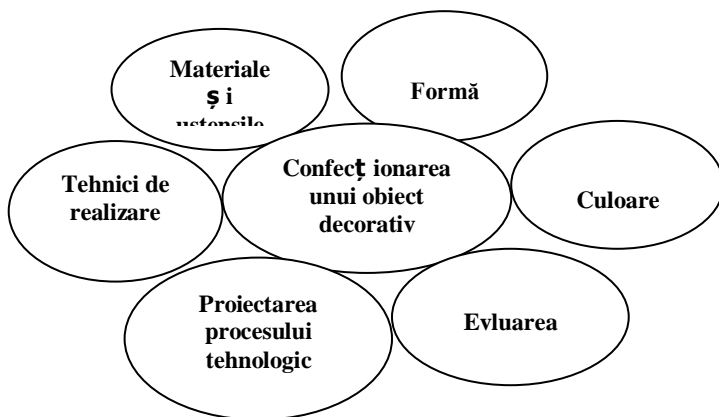 Materiale
ș i
ustensile
Formă
Confecț ionarea
unui obiect
decorativ
Tehnici de
realizare
Culoare
Proiectarea
procesului
tehnologic
Evluarea